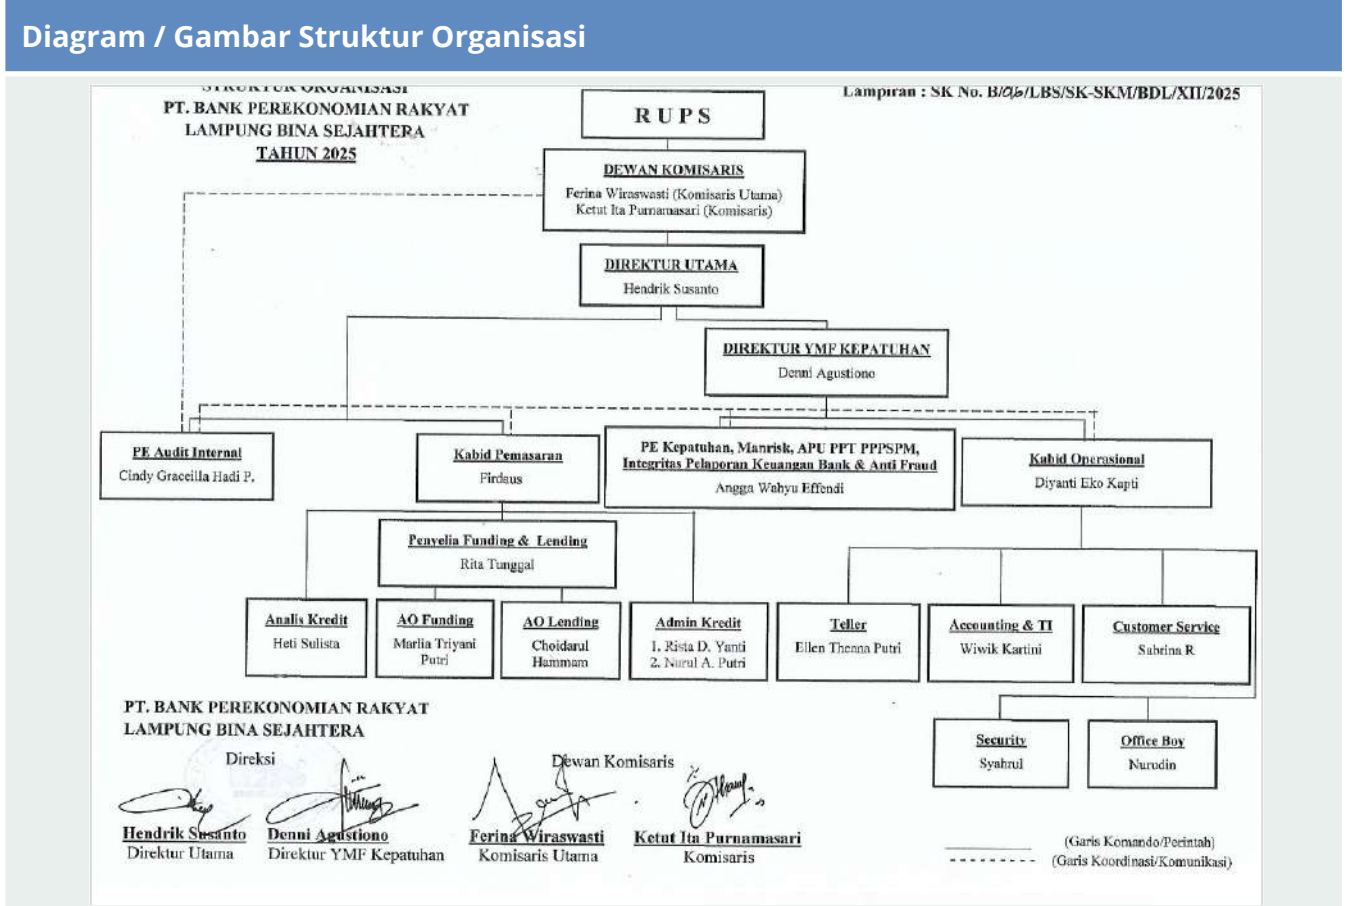 Diagram / Gambar Struktur Organisasi
STRUKTUR ORGANISASI
PT. BANK PEREKONOMIAN RAKYAT
LAMPUNG BINA SEJAHTERA
TAHUN 2025
Lampiran : SK No. B/016/LBS/SK-SKM/BDL/XII/2025
RUPS
DEWAN KOMISARIS
Ferina Wiraswasti (Komisaris Utama)
Ketut Ita Purnamasari (Komisaris)
DIREKTUR UTAMA
Hendrik Susanto
DIREKTUR YMF KEPATUHAN
Denni Agustiono
PE Audit Internal
Cindy Graceilla Hadi P.
Kabid Pemasaran
Firdaus
PE Kepatuhan, Manrisk, APU PPT PPPSPM,
Integritas Pelaporan Keuangan Bank & Anti Fraud
Angga Wahyu Effendi
Kabid Operasional
Diyanti Eko Kapti
Penyelia Funding & Lending
Rita Tunggal
Analis Kredit
Heti Sulista
AO Funding
Marlia Triyani
Putri
AO Lending
Choidarul
Hammam
Admin Kredit
1. Rista D. Yanti
2. Nurul A. Putri
Teller
Ellen Thenna Putri
Accounting & TI
Wiwik Kartini
Customer Service
Sabrina R
Security
Syahrul
Office Boy
Nurudin
PT. BANK PEREKONOMIAN RAKYAT
LAMPUNG BINA SEJAHTERA
Direksi
Dewan Komisaris
Hendrik Susanto
Direktur Utama
Denni Agustiono
Direktur YMF Kepatuhan
Ferina Wiraswasti
Komisaris Utama
Ketut Ita Purnamasari
Komisaris
(Garis Komando/Perintah)
(Garis Koordinasi/Komunikasi)